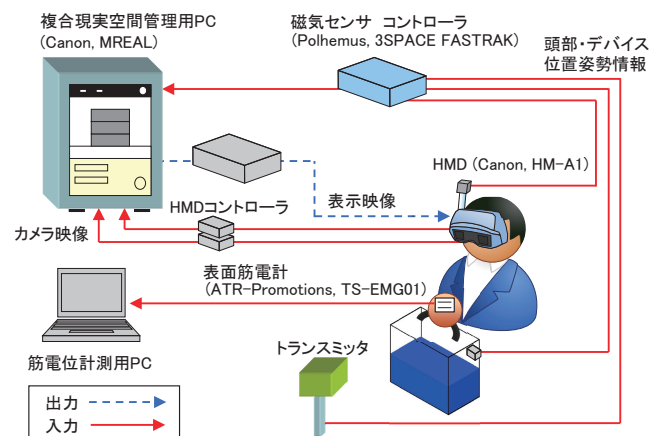 複合現実空間管理用PC
(Canon, MREAL)
磁気センサ コントローラ
(Polhemus, 3SPACE FASTRAK)
頭部・デバイス
位置姿勢情報
HMD (Canon, HM-A1)
表示映像
HMDコントローラ
カメラ映像
表面筋電計
(ATR-Promotions, TS-EMG01)
筋電位計測用PC
トランスミッタ
出力
入力